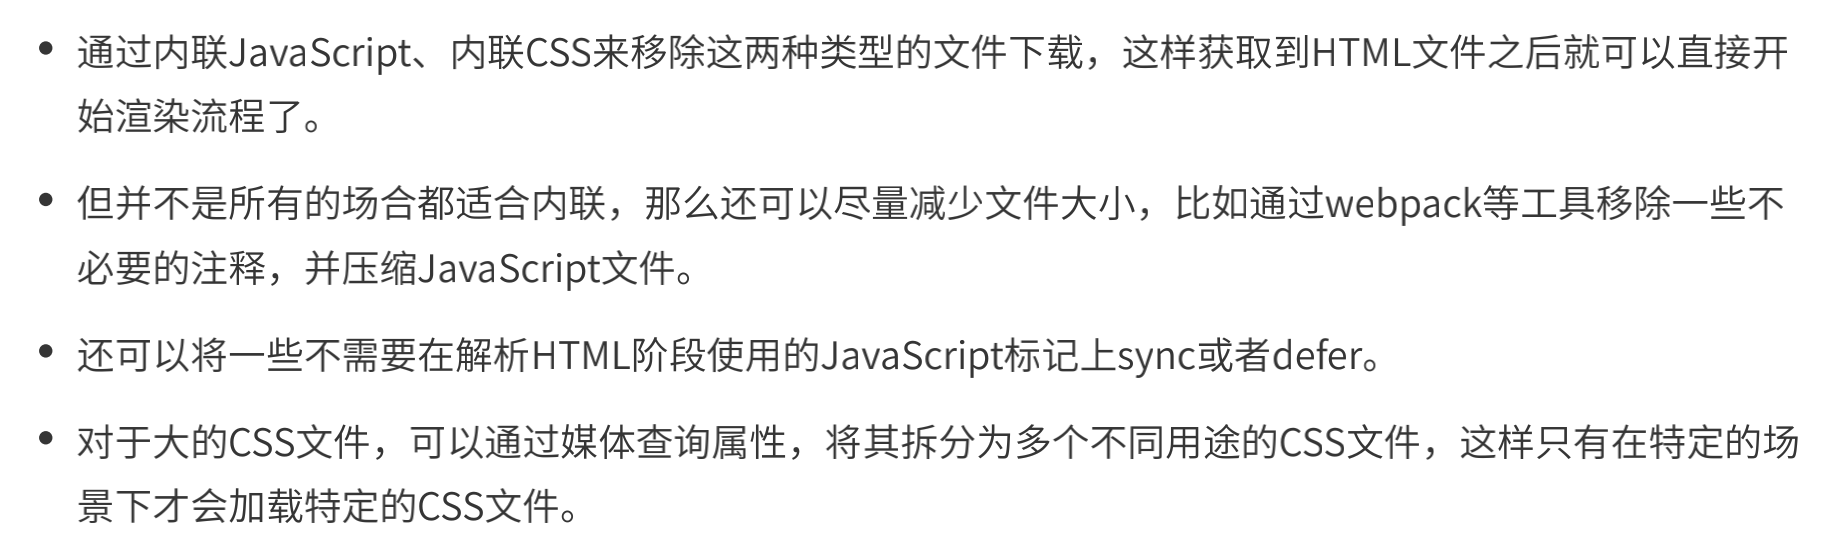 • 通过内联JavaScript、内联CSS来移除这两种类型的文件下载，这样获取到HTML文件之后就可以直接开
始渲染流程了。
• 但并不是所有的场合都适合内联，那么还可以尽量减少文件大小，比如通过webpack等工具移除一些不
必要的注释，并压缩JavaScript文件。
• 还可以将一些不需要在解析HTML阶段使用的JavaScript标记上sync或者defer。
• 对于大的CSS文件，可以通过媒体查询属性，将其拆分为多个不同用途的CSS文件，这样只有在特定的场
景下才会加载特定的CSS文件。